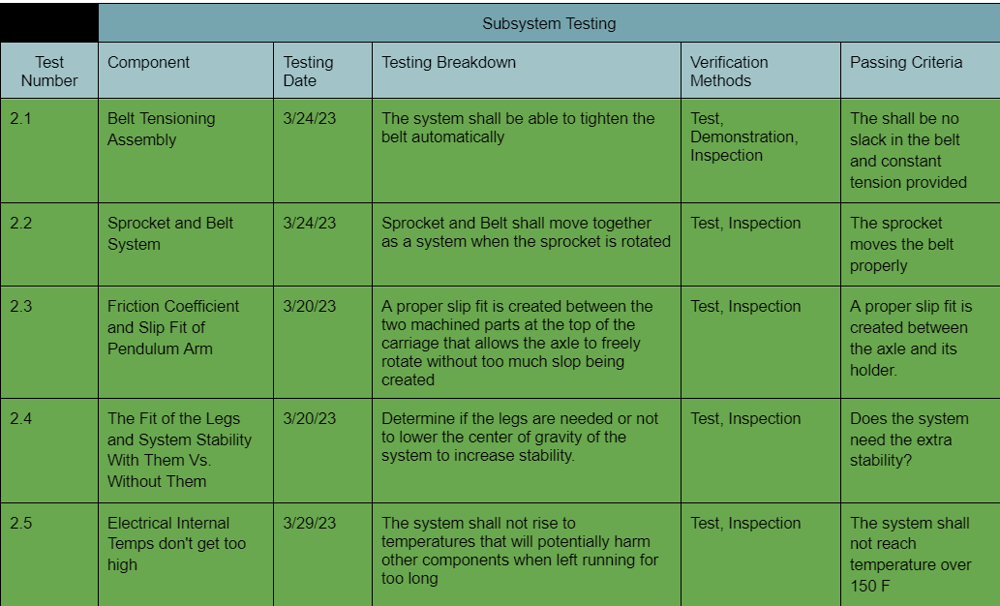 Subsystem Testing
Test
Number
Component
Testing
Date
Testing Breakdown
Verification
Methods
Passing Criteria
2.1
Belt Tensioning
Assembly
3/24/23
The system shall be able to tighten the
belt automatically
Test,
Demonstration,
Inspection
The shall be no
slack in the belt
and constant
tension provided
2.2
Sprocket and Belt
System
3/24/23
Sprocket and Belt shall move together
as a system when the sprocket is rotated
Test, Inspection
The sprocket
moves the belt
properly
2.3
Friction Coefficient
and Slip Fit of
Pendulum Arm
3/20/23
A proper slip fit is created between the
two machined parts at the top of the
carriage that allows the axle to freely
rotate without too much slop being
created
Test, Inspection
A proper slip fit is
created between
the axle and its
holder.
2.4
The Fit of the Legs
and System Stability
With Them Vs.
Without Them
3/20/23
Determine if the legs are needed or not
to lower the center of gravity of the
system to increase stability.
Test, Inspection
Does the system
need the extra
stability?
2.5
Electrical Internal
Temps don't get too
high
3/29/23
The system shall not rise to
temperatures that will potentially harm
other components when left running for
too long
Test, Inspection
The system shall
not reach
temperature over
150 F